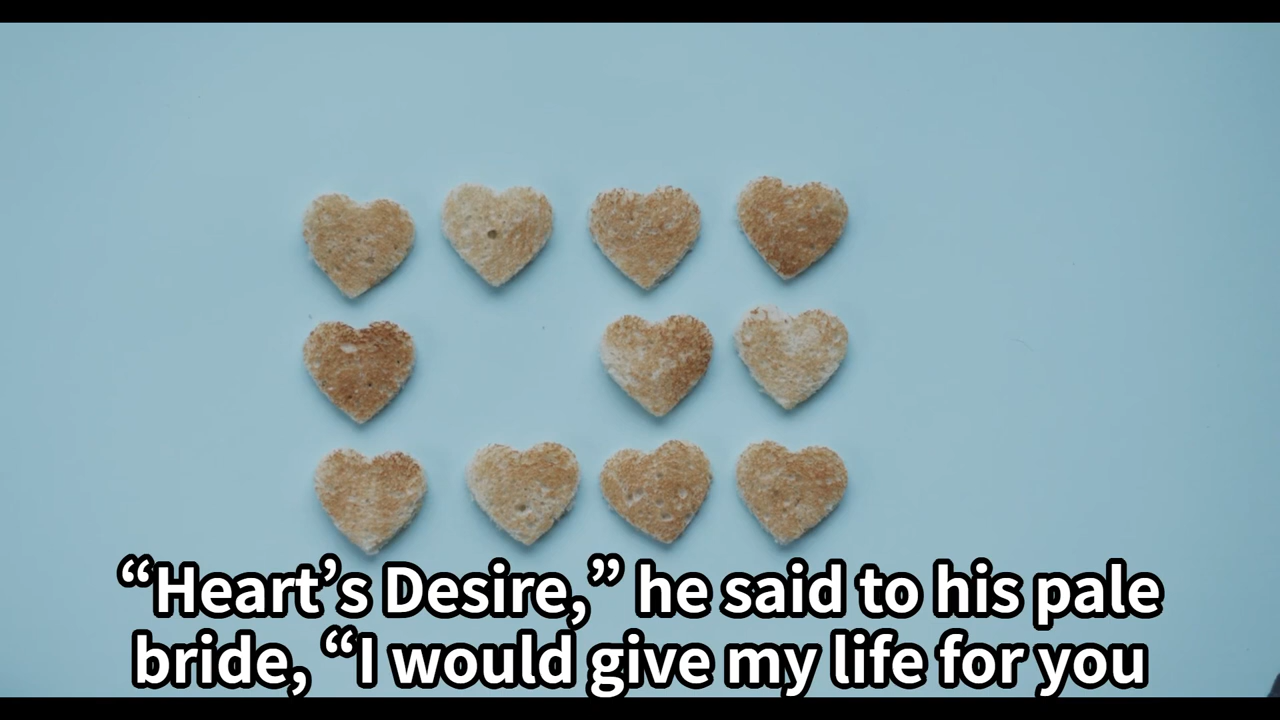 “Heart’s Desire,” he said to his pale
bride, “I would give my life for you